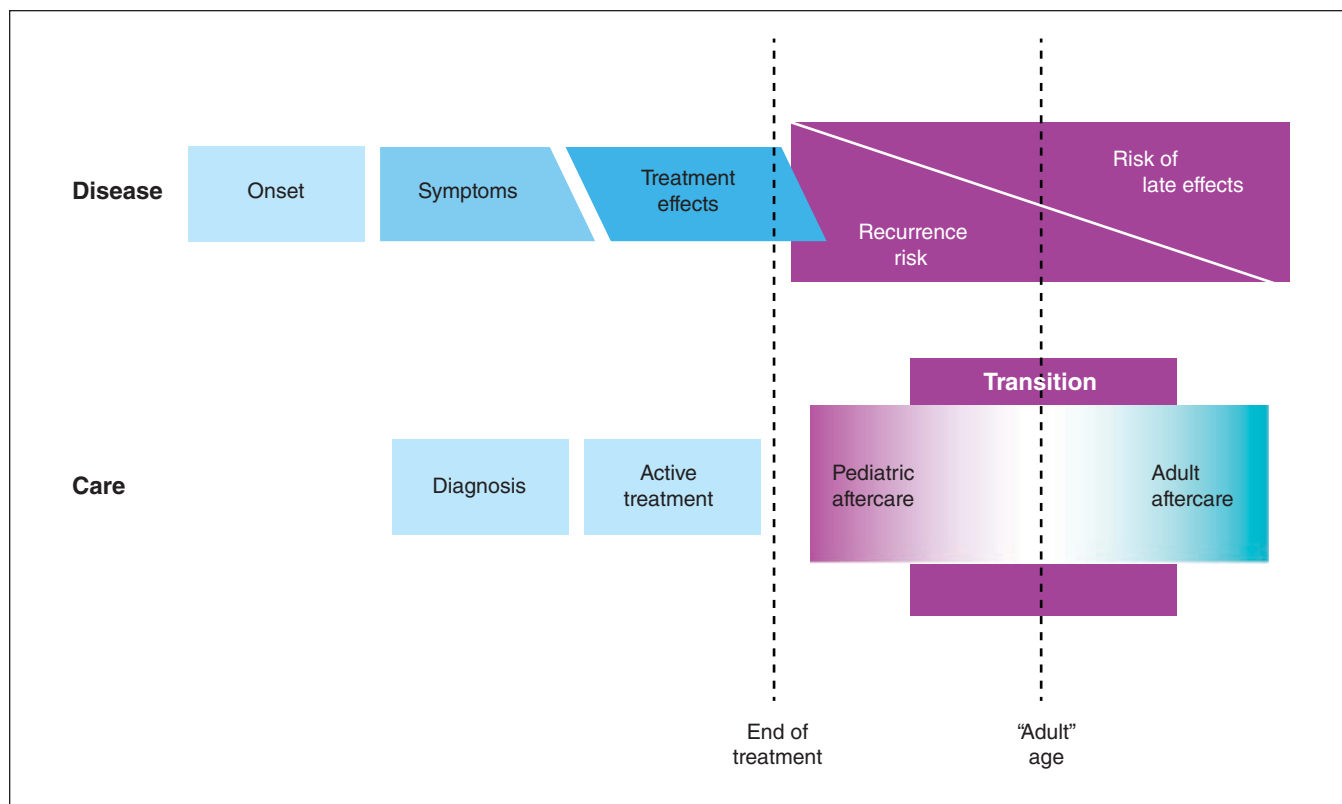 Disease
Onset
Symptoms
Treatment
effects
Recurrence
risk
Risk of
late effects
Care
Diagnosis
Active
treatment
Transition
Pediatric
aftercare
Adult
aftercare
End of
treatment
“Adult”
age